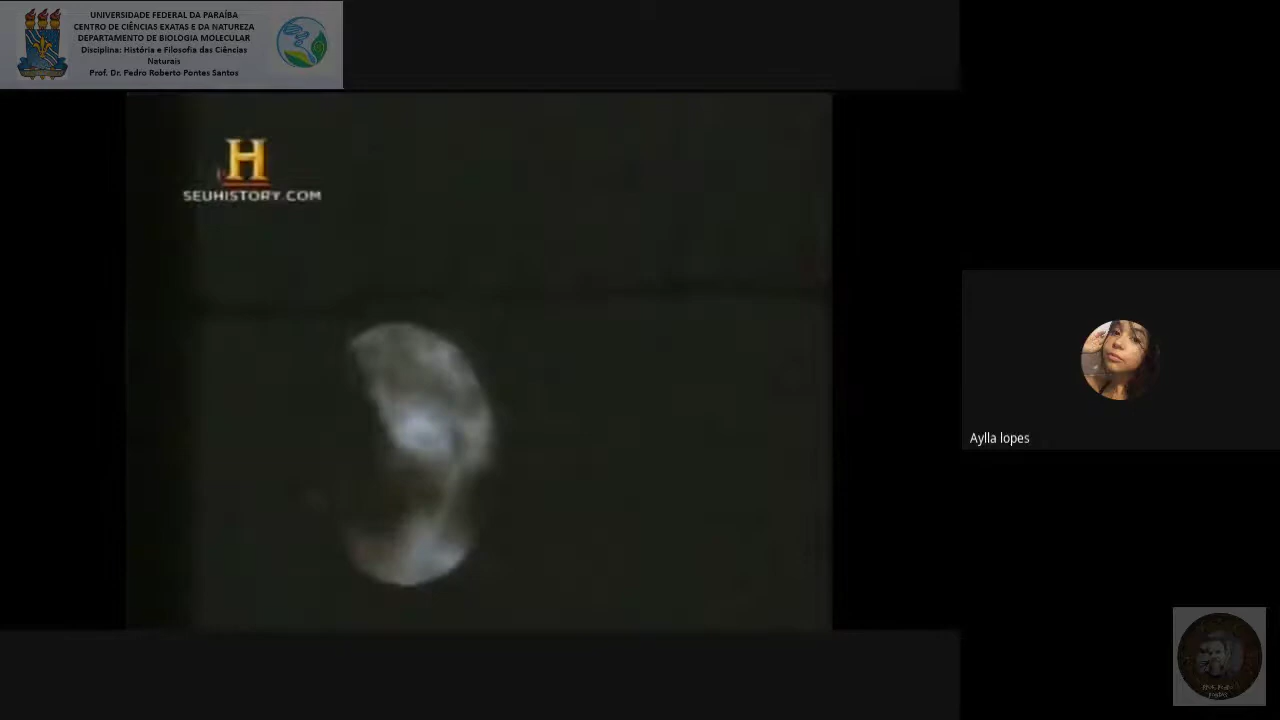 UNIVERSIDADE FEDERAL DA PARAÍBA
CENTRO DE CIÊNCIAS EXATAS E DA NATUREZA
DEPARTAMENTO DE BIOLOGIA MOLECULAR
Disciplina: História e Filosofia das Ciências
Naturais
Prof. Dr. Pedro Roberto Pontes Santos
H
SEUHISTORY.COM
Aylla lopes